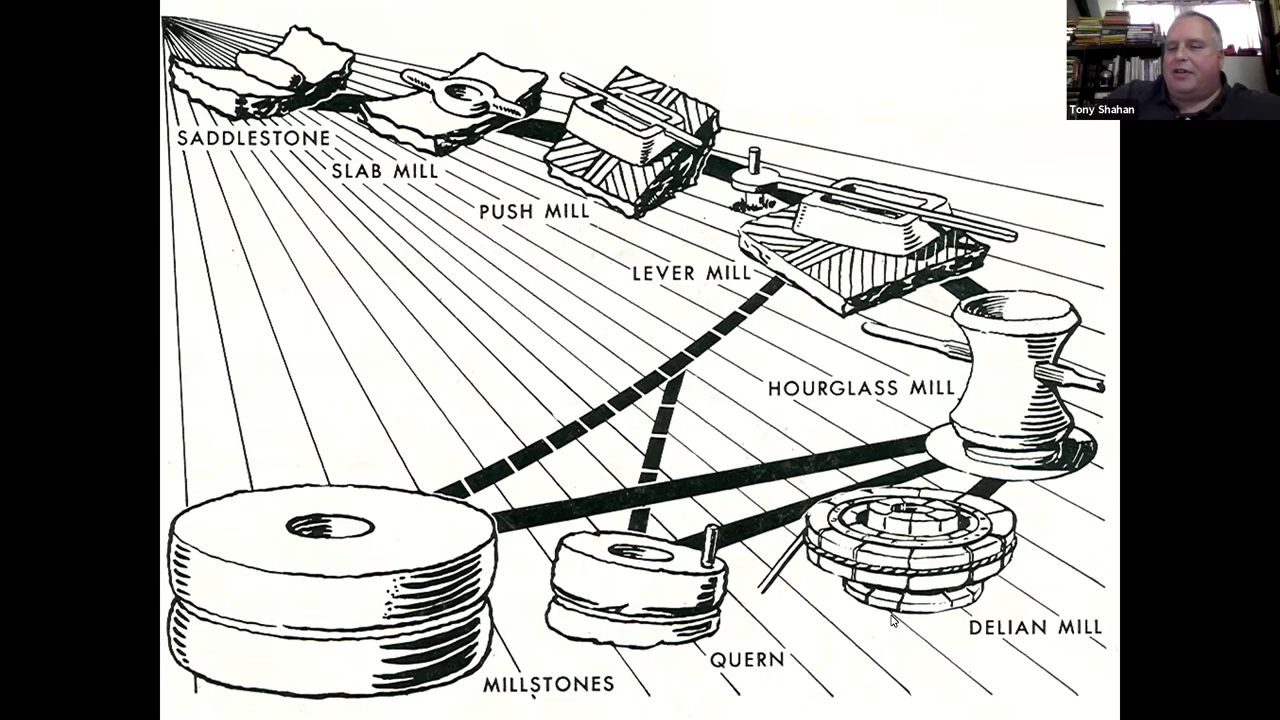 Tony Shahan
SADDLESTONE
SLAB MILL
PUSH MILL
LEVER MILL
HOURGLASS MILL
DELIAN MILL
QUERN
MILLSTONES